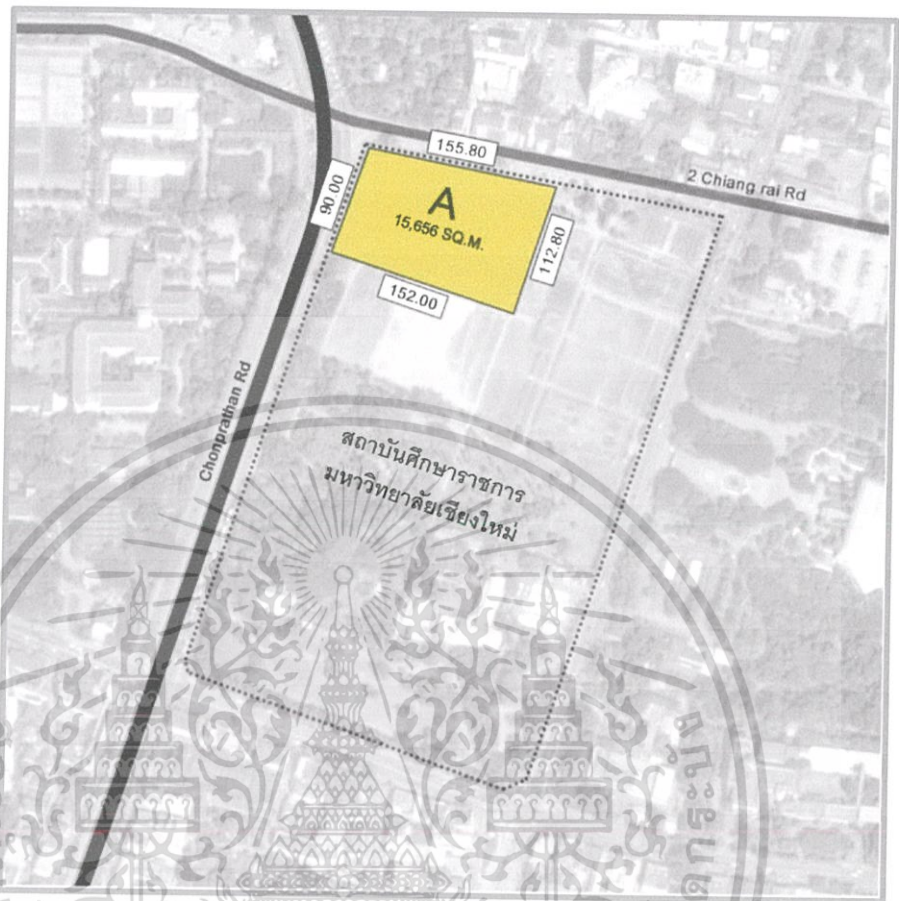 155.80
2 Chiang rai Rd
90.00
A
15,656 SQ.M.
112.80
152.00
Chonprathan Rd
สถาบันศึกษาราชการ
มหาวิทยาลัยเชียงใหม่